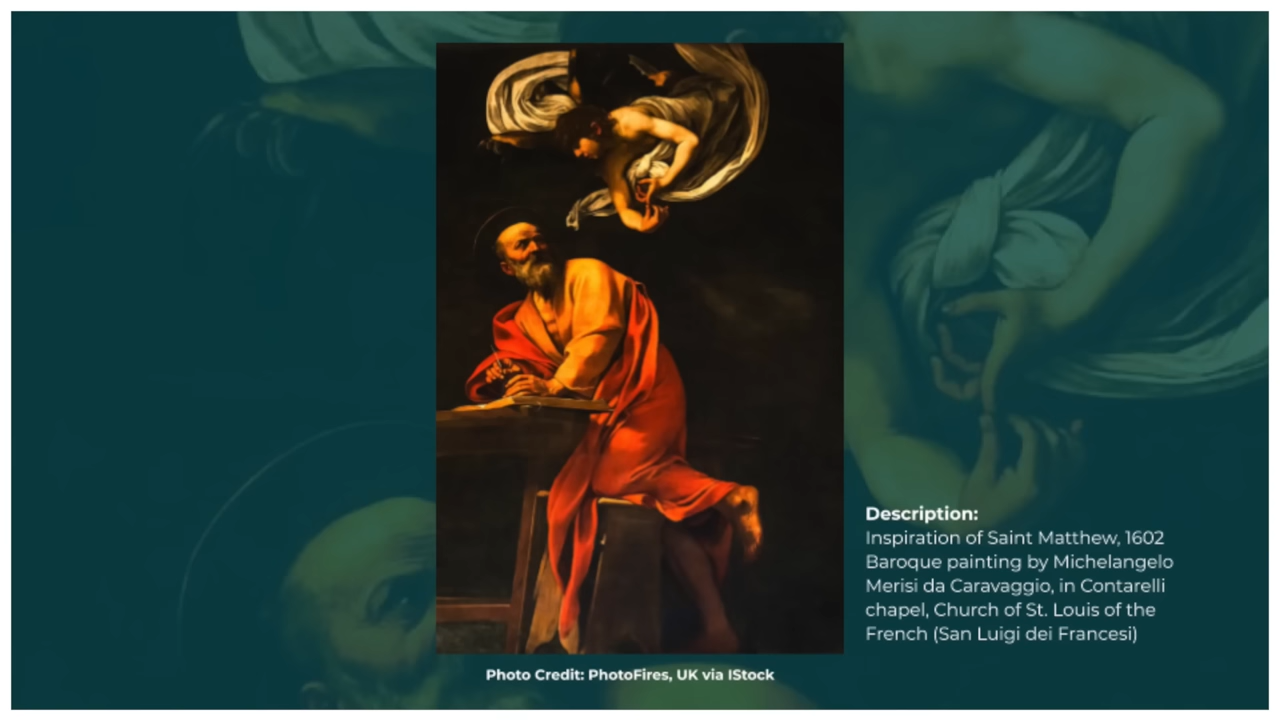 Description:
Inspiration of Saint Matthew, 1602
Baroque painting by Michelangelo
Merisi da Caravaggio, in Contarelli
chapel, Church of St. Louis of the
French (San Luigi dei Francesi)
Photo Credit: PhotoFires, UK via IStock